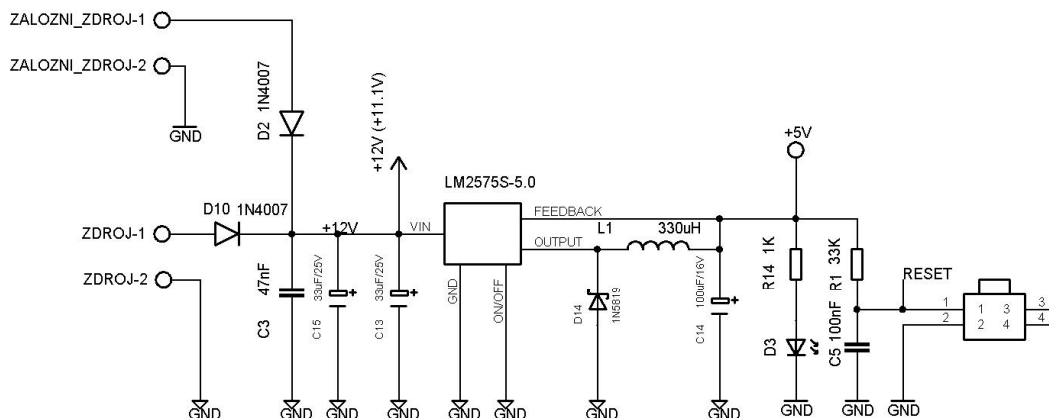 ZALOZNI_ZDROJ-1
ZALOZNI_ZDROJ-2
GND
D2 1N4007
+12V (+11.1V)
D10 1N4007
ZDROJ-1
ZDROJ-2
+12V
VIN
LM2575S-5.0
FEEDBACK
OUTPUT
GND
ON/OFF
L1 330uH
+5V
C3 47nF
C15 33uF/25V
C13 33uF/25V
D14 1N5819
C14 100uF/16V
R14 1K
D3
R1 33K
C5 100nF
RESET
1 1 3 3
2 2 4 4
GND GND GND GND GND GND GND GND GND GND GND